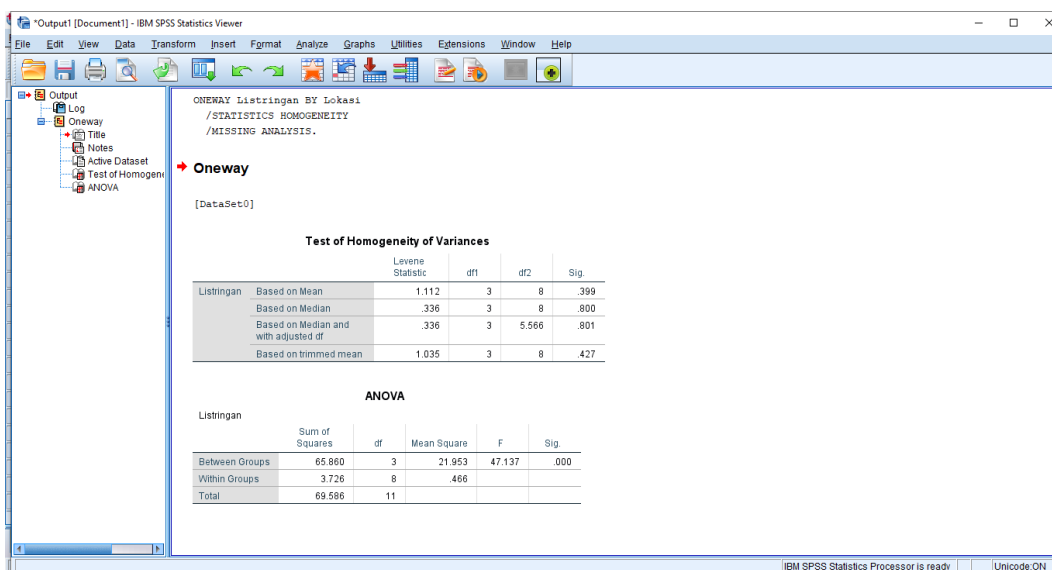 *Output1 [Document1] - IBM SPSS Statistics Viewer
File Edit View Data Transform Insert Format Analyze Graphs Utilities Extensions Window Help
Output
Log
Oneway
Title
Notes
Active Dataset
Test of Homogene
ANOVA
ONEWAY Listringan BY Lokasi
/STATISTICS HOMOGENEITY
/MISSING ANALYSIS.
Oneway
[DataSet0]
Test of Homogeneity of Variances
Levene Statistic df1 df2 Sig.
Listringan Based on Mean 1.112 3 8 .399
Based on Median .336 3 8 .800
Based on Median and with adjusted df .336 3 5.566 .801
Based on trimmed mean 1.035 3 8 .427
ANOVA
Listringan
Sum of Squares df Mean Square F Sig.
Between Groups 65.860 3 21.953 47.137 .000
Within Groups 3.726 8 .466
Total 69.586 11
IBM SPSS Statistics Processor is ready Unicode:ON